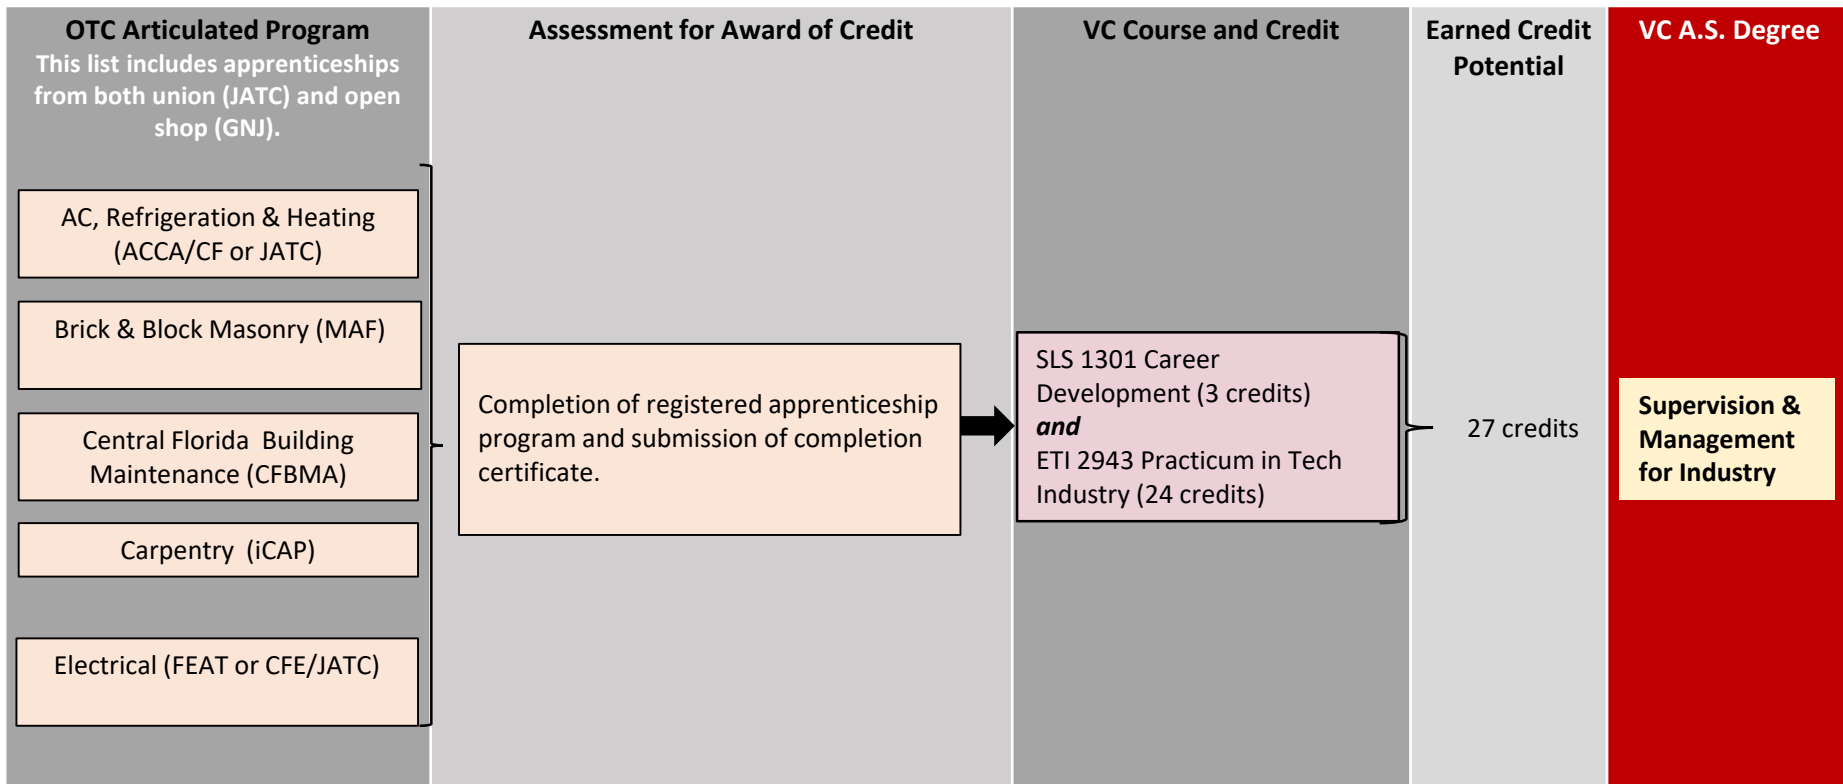 OTC Articulated Program
This list includes apprenticeships
from both union (JATC) and open
shop (GNJ).
AC, Refrigeration & Heating
(ACCA/CF or JATC)
Brick & Block Masonry (MAF)
Central Florida  Building
Maintenance (CFBMA)
Carpentry  (iCAP)
Electrical (FEAT or CFE/JATC)
Assessment for Award of Credit
Completion of registered apprenticeship
program and submission of completion
certificate.
VC Course and Credit
SLS 1301 Career
Development (3 credits)
and
ETI 2943 Practicum in Tech
Industry (24 credits)
Earned Credit
Potential
27 credits
VC A.S. Degree
Supervision &
Management
for Industry